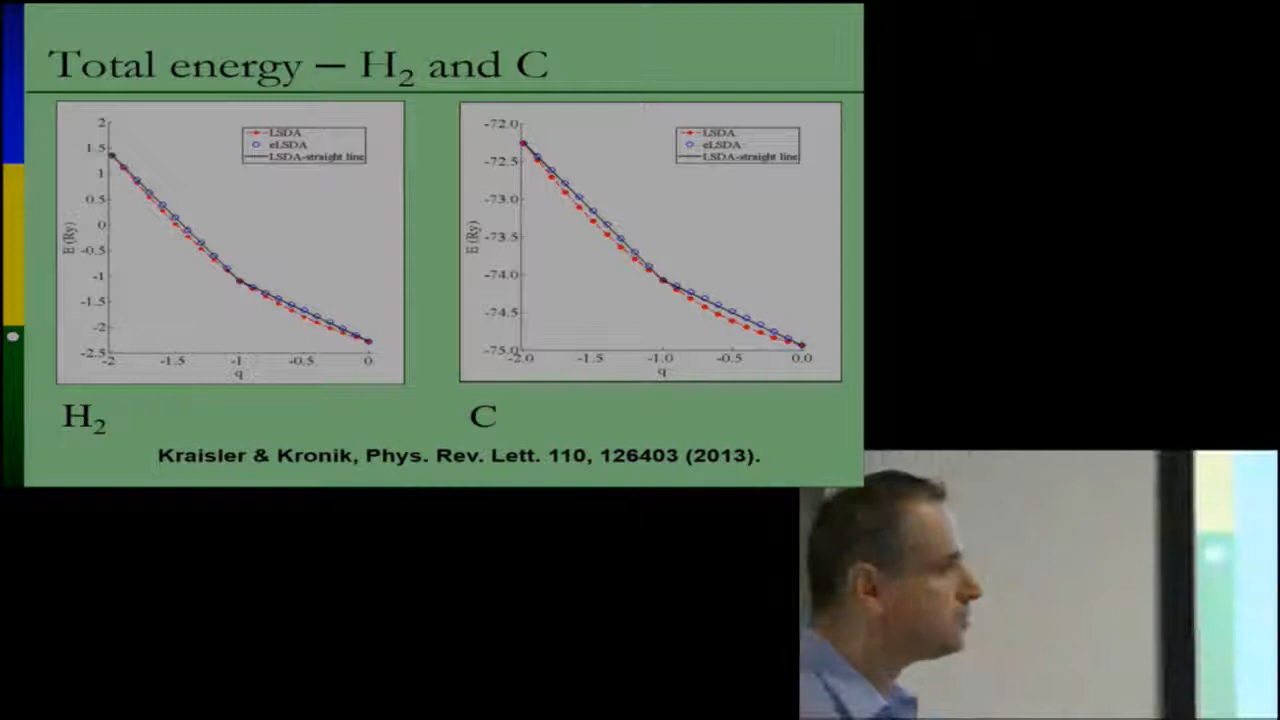 Total energy – H₂ and C
2
1.5
1
0.5
0
-0.5
-1
-1.5
-2
-2.5
E (Ry)
-2 -1.5 -1 -0.5 0
q
LSDA
eLSDA
LSDA-straight line
-72.0
-72.5
-73.0
-73.5
-74.0
-74.5
-75.0
E (Ry)
-2.0 -1.5 -1.0 -0.5 0.0
q
LSDA
eLSDA
LSDA-straight line
H₂ C
Kraisler & Kronik, Phys. Rev. Lett. 110, 126403 (2013).